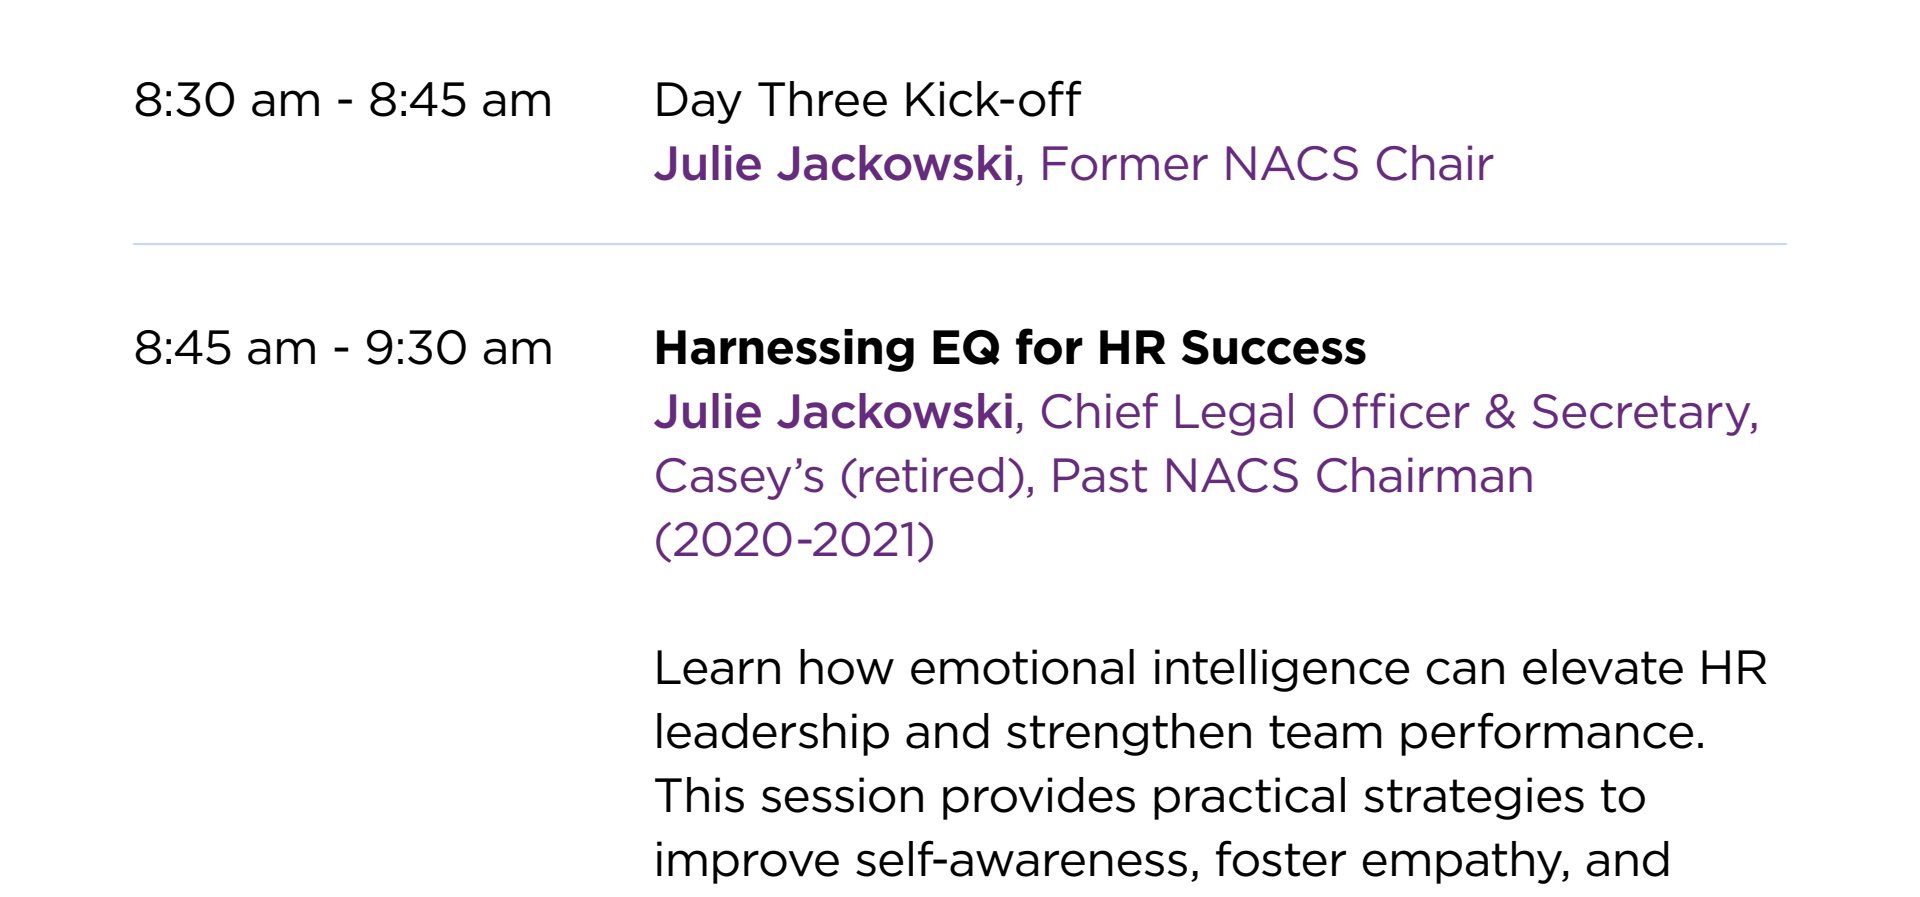 8:30 am - 8:45 am
Day Three Kick-off
Julie Jackowski, Former NACS Chair
8:45 am - 9:30 am
Harnessing EQ for HR Success
Julie Jackowski, Chief Legal Officer & Secretary,
Casey’s (retired), Past NACS Chairman
(2020-2021)
Learn how emotional intelligence can elevate HR
leadership and strengthen team performance.
This session provides practical strategies to
improve self-awareness, foster empathy, and